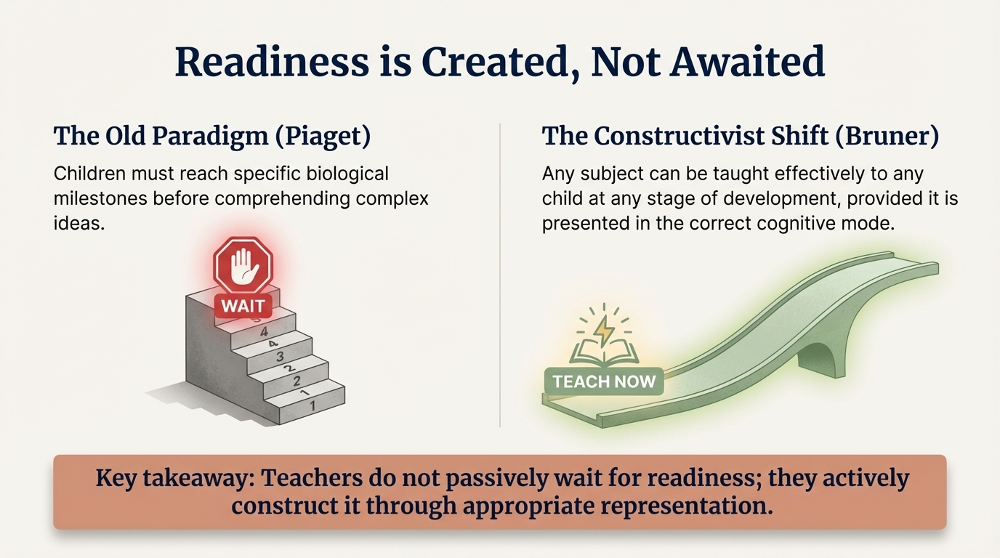 Readiness is Created, Not Awaited
The Old Paradigm (Piaget)
Children must reach specific biological
milestones before comprehending complex
ideas.
WAIT
5
4
4
3
2
2
1
1
The Constructivist Shift (Bruner)
Any subject can be taught effectively to any
child at any stage of development, provided it is
presented in the correct cognitive mode.
TEACH NOW
Key takeaway: Teachers do not passively wait for readiness; they actively
construct it through appropriate representation.